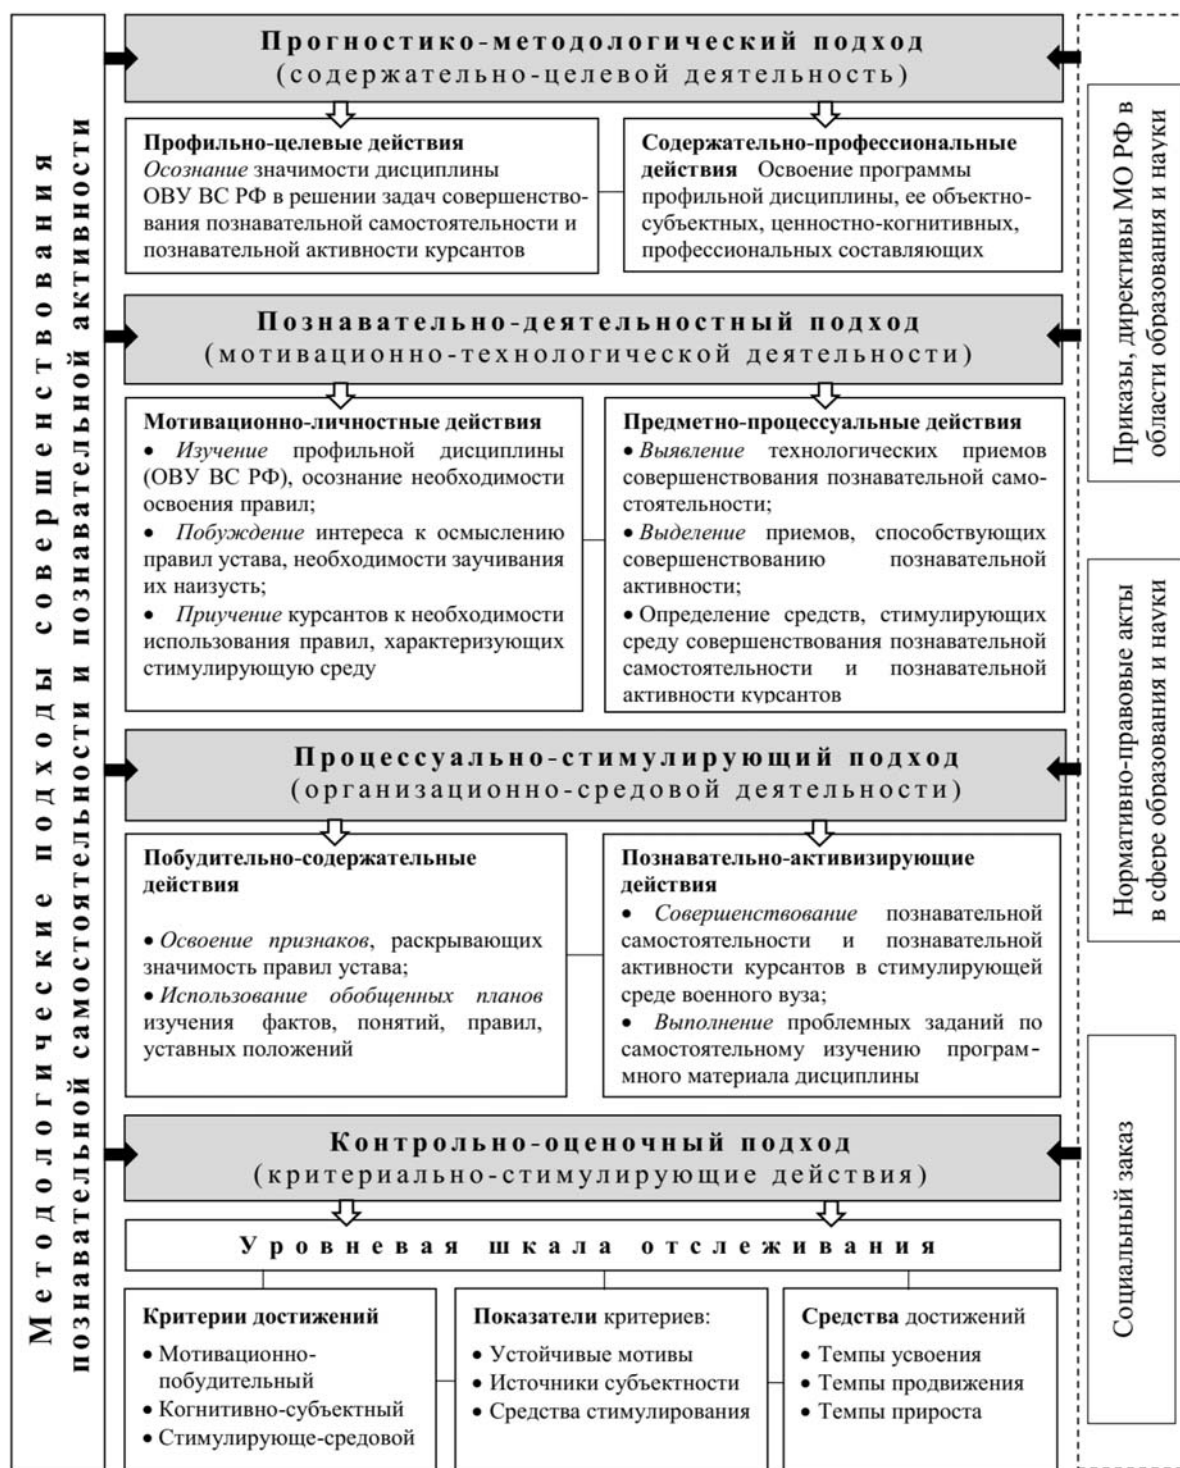 Методологические подходы совершенствования
познавательной самостоятельности и познавательной активности
Прогностико-методологический подход
(содержательно-целевой деятельность)
Профильно-целевые действия
Осознание значимости дисциплины
ОВУ ВС РФ в решении задач совершенство-
вания познавательной самостоятельности и
познавательной активности курсантов
Содержательно-профессиональные
действия Освоение программы
профильной дисциплины, ее объектно-
субъектных, ценностно-когнитивных,
профессиональных составляющих
Познавательно-деятельностный подход
(мотивационно-технологической деятельности)
Мотивационно-личностные действия
• Изучение профильной дисциплины
(ОВУ ВС РФ), осознание необходимости
освоения правил;
• Побуждение интереса к осмыслению
правил устава, необходимости заучивания
их наизусть;
• Приучение курсантов к необходимости
использования правил, характеризующих
стимулирующую среду
Предметно-процессуальные действия
• Выявление технологических приемов
совершенствования познавательной само-
стоятельности;
• Выделение приемов, способствующих
совершенствованию познавательной
активности;
• Определение средств, стимулирующих
среду совершенствования познавательной
самостоятельности и познавательной
активности курсантов
Процессуально-стимулирующий подход
(организационно-средовой деятельности)
Побудительно-содержательные
действия
• Освоение признаков, раскрывающих
значимость правил устава;
• Использование обобщенных планов
изучения фактов, понятий, правил,
уставных положений
Познавательно-активизирующие
действия
• Совершенствование познавательной
самостоятельности и познавательной
активности курсантов в стимулирующей
среде военного вуза;
• Выполнение проблемных заданий по
самостоятельному изучению програм-
много материала дисциплины
Контрольно-оценочный подход
(критериально-стимулирующие действия)
Уровневая шкала отслеживания
Критерии достижений
• Мотивационно-
побудительный
• Когнитивно-субъектный
• Стимулирующе-средовой
Показатели критериев:
• Устойчивые мотивы
• Источники субъектности
• Средства стимулирования
Средства достижений
• Темпы усвоения
• Темпы продвижения
• Темпы прироста
Приказы, директивы МО РФ в
области образования и науки
Нормативно-правовые акты
в сфере образования и науки
Социальный заказ